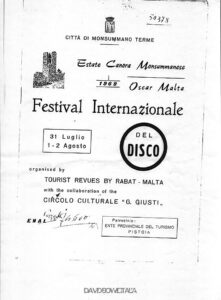 CITTÀ DI MONSUMMANO TERME
Estate Canora Monsummanese
1969
Oscar Malta
Festival Internazionale
31 Luglio
1-2 Agosto
DEL
DISCO
organised by
TOURIST REVUES BY RABAT - MALTA
with the collaboration of the
CIRCOLO CULTURALE "G. GIUSTI"
ENAL
Patrocinio:
ENTE PROVINCIALE DEL TURISMO
PISTOIA